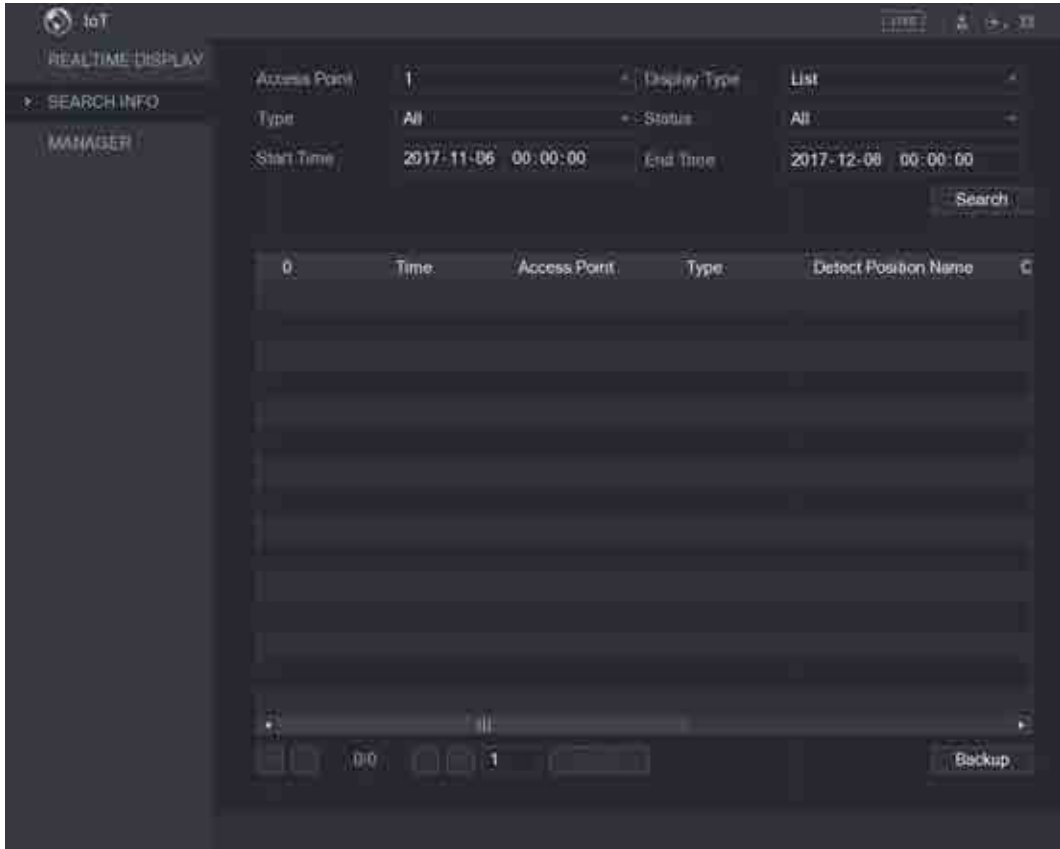 IoT LIVE
REALTIME DISPLAY
SEARCH INFO
MANAGER
Access Point 1 Display Type List
Type All Status All
Start Time 2017-11-06 00:00:00 End Time 2017-12-06 00:00:00
Search
0 Time Access Point Type Detect Position Name C
0/0 1 Backup